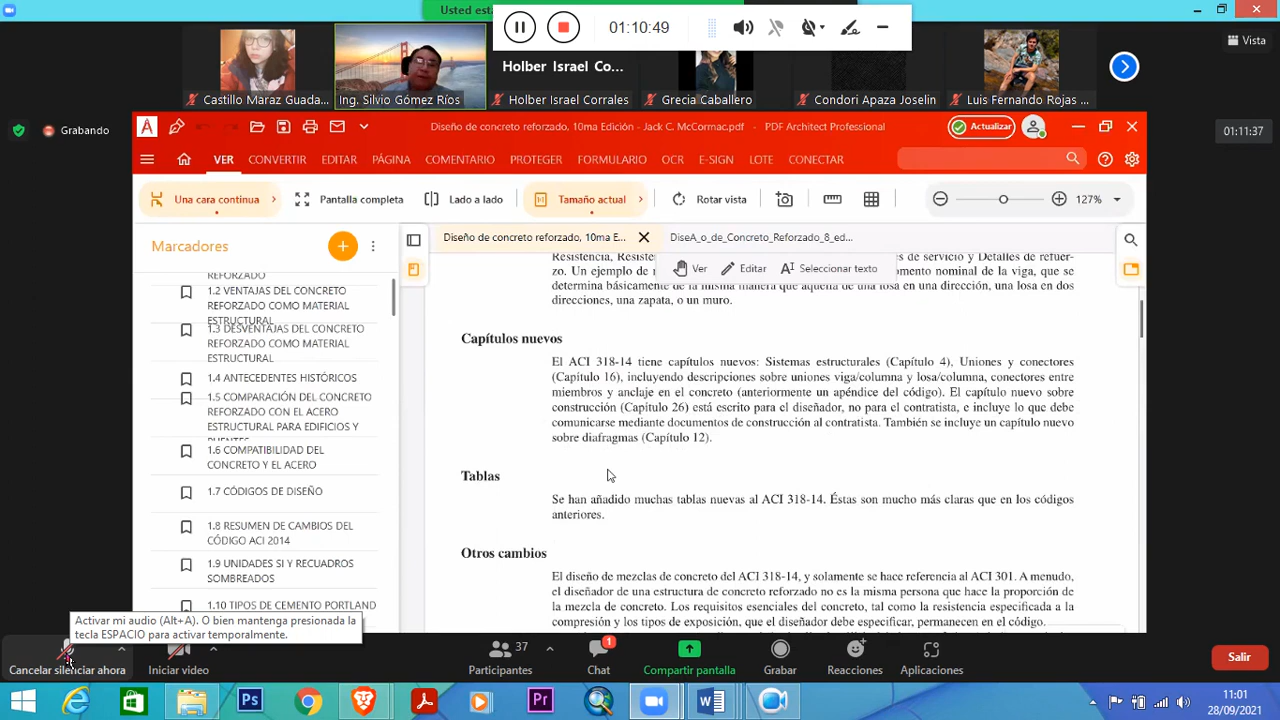 Usted está
01:10:49
Vista
Castillo Maraz Guada...
Ing. Silvio Gómez Ríos
Holber Israel Co...
Holber Israel Corrales
Grecia Caballero
Condori Apaza Joselin
Luis Fernando Rojas ...
Grabando
01:11:37
Diseño de concreto reforzado, 10ma Edición - Jack C. McCormac.pdf - PDF Architect Professional
Actualizar
VER CONVERTIR EDITAR PÁGINA COMENTARIO PROTEGER FORMULARIO OCR E-SIGN LOTE CONECTAR
Una cara continua Pantalla completa Lado a lado Tamaño actual Rotar vista 127%
Marcadores
Diseño de concreto reforzado, 10ma E...
DiseA_o_de_Concreto_Reforzado_8_ed...
Ver Editar Seleccionar texto
REFORZADO
1.2 VENTAJAS DEL CONCRETO
REFORZADO COMO MATERIAL
ESTRUCTURAL
1.3 DESVENTAJAS DEL CONCRETO
REFORZADO COMO MATERIAL
ESTRUCTURAL
1.4 ANTECEDENTES HISTÓRICOS
1.5 COMPARACIÓN DEL CONCRETO
REFORZADO CON EL ACERO
ESTRUCTURAL PARA EDIFICIOS Y
PUENTES
1.6 COMPATIBILIDAD DEL
CONCRETO Y EL ACERO
1.7 CÓDIGOS DE DISEÑO
1.8 RESUMEN DE CAMBIOS DEL
CÓDIGO ACI 2014
1.9 UNIDADES SI Y RECUADROS
SOMBREADOS
1.10 TIPOS DE CEMENTO PORTLAND
Resistencia, Resiste
s de servicio y Detalles de refuer-
zo. Un ejemplo de
omento nominal de la viga, que se
determina básicamente de la misma manera que aquella de una losa en una dirección, una losa en dos
direcciones, una zapata, o un muro.
Capítulos nuevos
El ACI 318-14 tiene capítulos nuevos: Sistemas estructurales (Capítulo 4), Uniones y conectores
(Capítulo 16), incluyendo descripciones sobre uniones viga/columna y losa/columna, conectores entre
miembros y anclaje en el concreto (anteriormente un apéndice del código). El capítulo nuevo sobre
construcción (Capítulo 26) está escrito para el diseñador, no para el contratista, e incluye lo que debe
comunicarse mediante documentos de construcción al contratista. También se incluye un capítulo nuevo
sobre diafragmas (Capítulo 12).
Tablas
Se han añadido muchas tablas nuevas al ACI 318-14. Éstas son mucho más claras que en los códigos
anteriores.
Otros cambios
El diseño de mezclas de concreto del ACI 318-14, y solamente se hace referencia al ACI 301. A menudo,
el diseñador de una estructura de concreto reforzado no es la misma persona que hace la proporción
de la mezcla de concreto. Los requisitos esenciales del concreto, tal como la resistencia especificada a
la compresión y los tipos de exposición, que el diseñador debe especificar, permanecen en el código.
Activar mi audio (Alt+A). O bien mantenga presionada la
tecla ESPACIO para activar temporalmente.
Cancelar silenciar ahora
Iniciar video
37
Participantes
1
Chat
Compartir pantalla
Grabar
Reacciones
Aplicaciones
Salir
Ps
Pr
11:01
28/09/2021